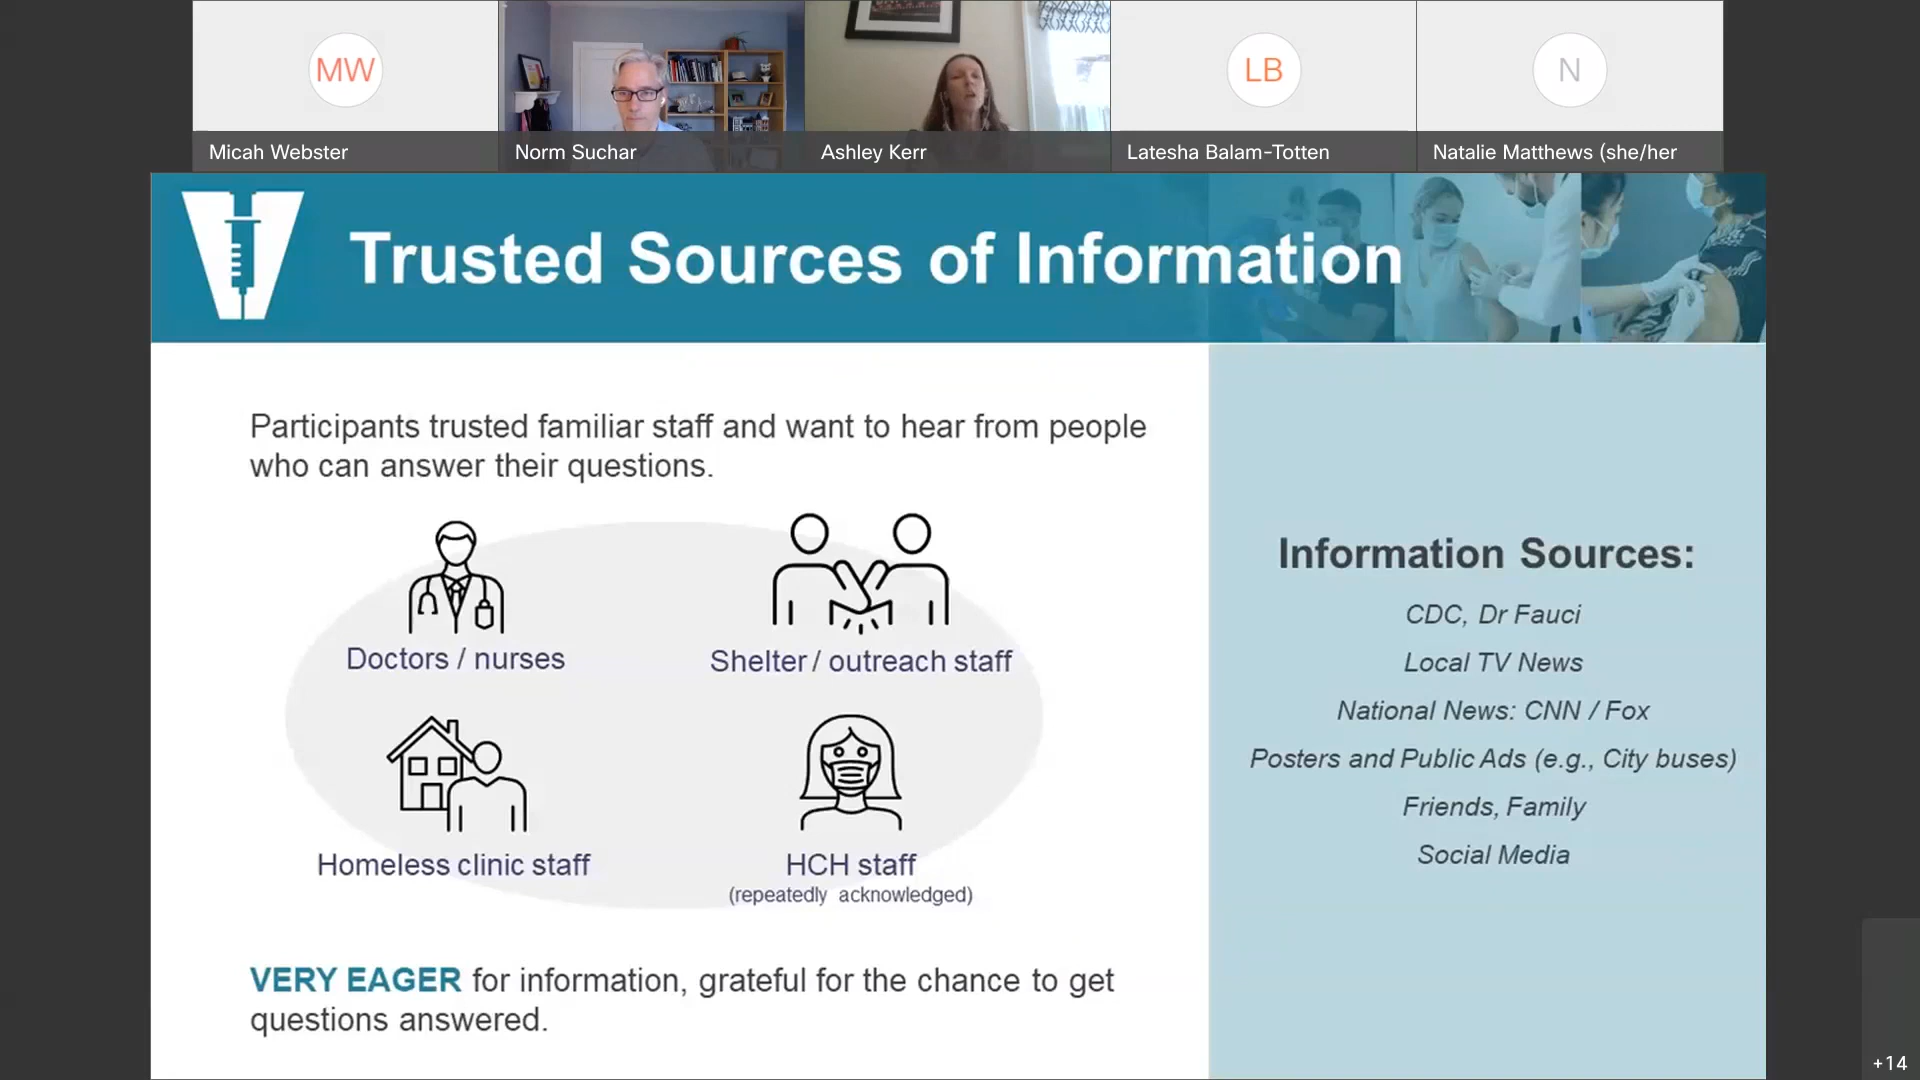 MW
LB
N
Micah Webster
Norm Suchar
Ashley Kerr
Latesha Balam-Totten
Natalie Matthews (she/her
Trusted Sources of Information
Participants trusted familiar staff and want to hear from people
who can answer their questions.
Doctors / nurses
Shelter / outreach staff
Homeless clinic staff
HCH staff
(repeatedly acknowledged)
VERY EAGER for information, grateful for the chance to get
questions answered.
Information Sources:
CDC, Dr Fauci
Local TV News
National News: CNN / Fox
Posters and Public Ads (e.g., City buses)
Friends, Family
Social Media
+14